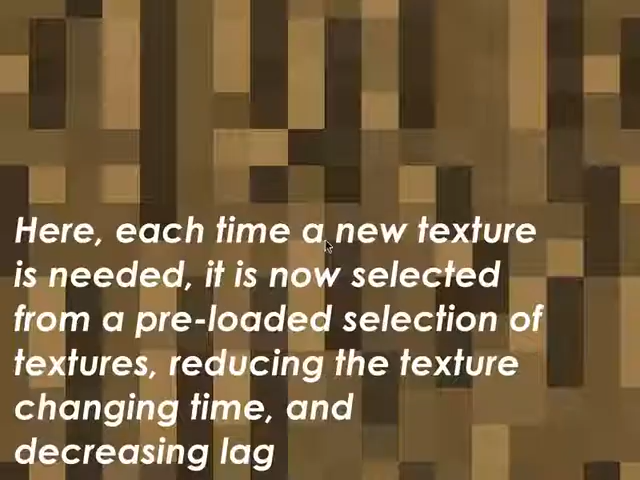 Here, each time a new texture
is needed, it is now selected
from a pre-loaded selection of
textures, reducing the texture
changing time, and
decreasing lag